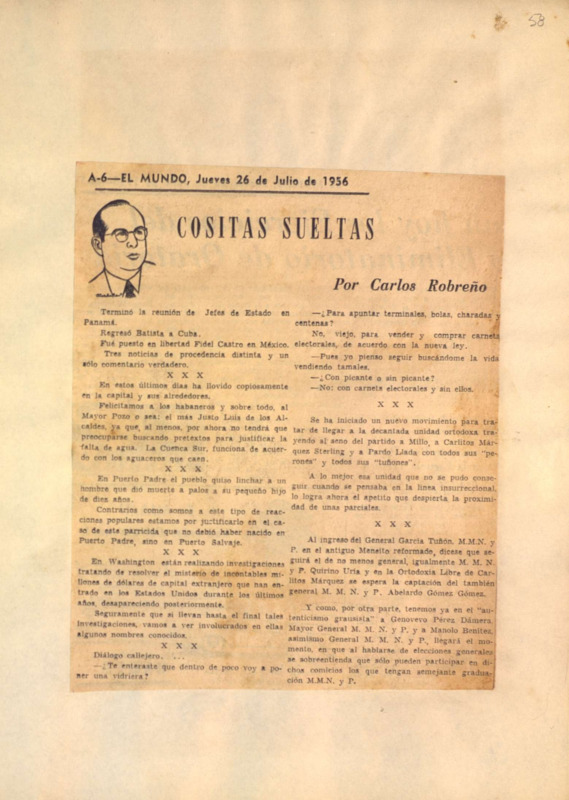 58
A-6—EL MUNDO, Jueves 26 de Julio de 1956
COSITAS SUELTAS
Por Carlos Robreño
Terminó la reunión de Jefes de Estado en
Panamá.
Regresó Batista a Cuba.
Fué puesto en libertad Fidel Castro en México.
Tres noticias de procedencia distinta y un
sólo comentario verdadero.
X X X
En estos últimos días ha llovido copiosamente
en la capital y sus alrededores.
Felicitamos a los habaneros y sobre todo, al
Mayor Pozo o sea: el más Justo Luis de los Al-
caldes, ya que, al menos, por ahora no tendrá que
preocuparse buscando pretextos para justificar la
falta de agua. La Cuenca Sur, funciona de acuer-
do con los aguaceros que caen.
X X X
En Puerto Padre el pueblo quiso linchar a un
hombre que dió muerte a palos a su pequeño hijo
de diez años.
Contrarios como somos a este tipo de reac-
ciones populares estamos por justificarlo en el ca-
so de este parricida que no debió haber nacido en
Puerto Padre, sino en Puerto Salvaje.
X X X
En Washington están realizando investigaciones
tratando de resolver el misterio de incontables mi-
llones de dólares de capital extranjero que han en-
trado en los Estados Unidos durante los últimos
años, desapareciendo posteriormente.
Seguramente que si llevan hasta el final tales
investigaciones, vamos a ver involucrados en ellas
algunos nombres conocidos.
X X X
Diálogo callejero. ...
—¿Te enteraste que dentro de poco voy a po-
ner una vidriera?
—¿Para apuntar terminales, bolas, charadas y
centenas?
No, viejo, para vender y comprar carnets
electorales, de acuerdo con la nueva ley.
—Pues yo pienso seguir buscándome la vida
vendiendo tamales.
—¿Con picante o sin picante?
—No: con carnets electorales y sin ellos.
X X X
Se ha iniciado un nuevo movimiento para tra-
tar de llegar a la decantada unidad ortodoxa tra-
yendo al seno del partido a Millo, a Carlitos Már-
quez Sterling y a Pardo Llada con todos sus "pe-
rones" y todos sus "tuñones".
A lo mejor esa unidad que no se pudo conse-
guir cuando se pensaba en la línea insurreccional,
lo logra ahora el apetito que despierta la proximi-
dad de unas parciales.
X X X
Al ingreso del General García Tuñón, M.M.N. y
P. en el antiguo Meneito reformado, dícese que se-
guirá el de no menos general, igualmente M. M. N.
y P. Quirino Uria y en la Ortodoxia Libre de Car-
litos Márquez se espera la captación del también
general M. M. N. y P. Abelardo Gómez Gómez.
Y como, por otra parte, tenemos ya en el "au-
tenticismo grausista" a Genovevo Pérez, Dámera,
Mayor General M. M. N. y P. y a Manolo Benítez,
asimismo General M. M. N. y P., llegará el mo-
mento, en que al hablarse de elecciones generales
se sobreentienda que sólo pueden participar en di-
chos comicios los que tengan semejante gradua-
ción M.M.N. y P.